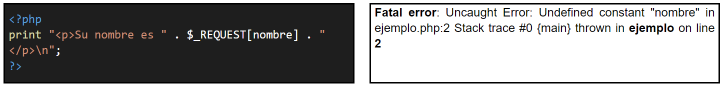 <?php
print "<p>Su nombre es " . $_REQUEST[nombre] . "
</p>\n";
?>
Fatal error: Uncaught Error: Undefined constant "nombre" in
ejemplo.php:2 Stack trace #0 {main} thrown in ejemplo on line
2